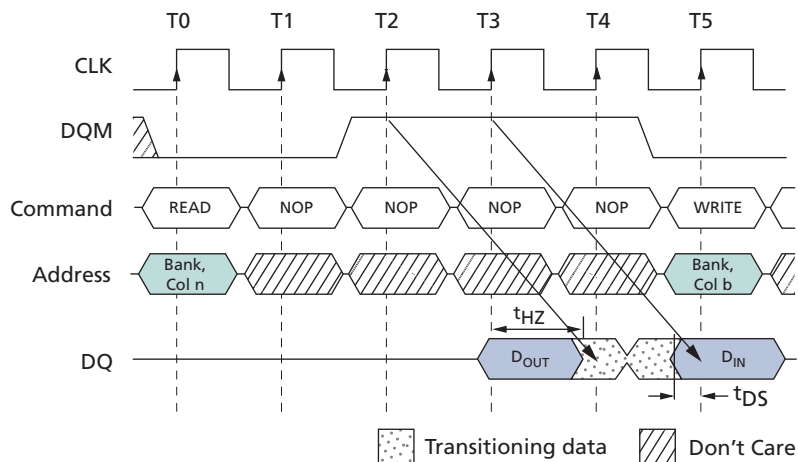 T0 T1 T2 T3 T4 T5
CLK
DQM
Command READ NOP NOP NOP NOP WRITE
Address Bank, Col n Bank, Col b
tHZ
DQ DOUT DIN
tDS
Transitioning data Don't Care